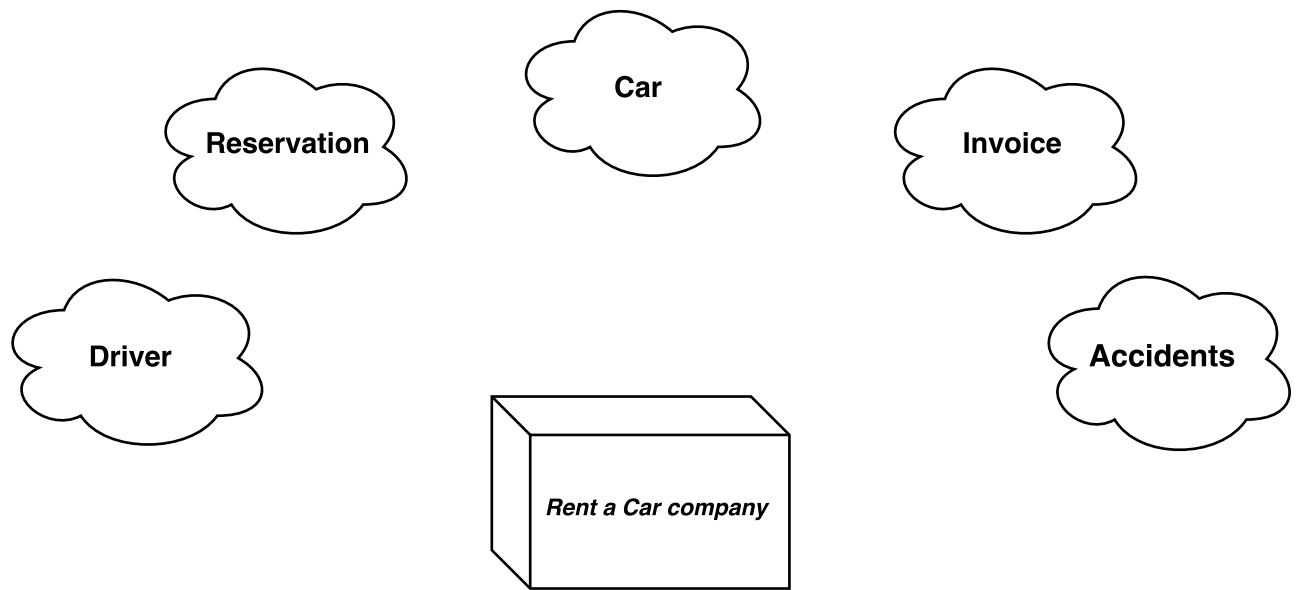 Car
Reservation
Invoice
Driver
Accidents
Rent a Car company